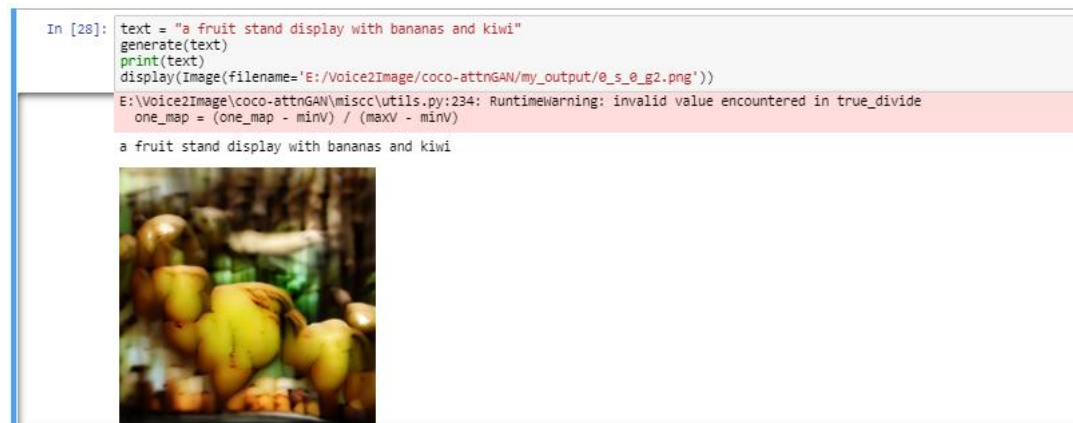 In [28]: text = "a fruit stand display with bananas and kiwi"
generate(text)
print(text)
display(Image(filename='E:/Voice2Image/coco-attnGAN/my_output/0_s_0_g2.png'))
E:\Voice2Image\coco-attnGAN\miscc\utils.py:234: RuntimeWarning: invalid value encountered in true_divide
one_map = (one_map - minV) / (maxV - minV)
a fruit stand display with bananas and kiwi